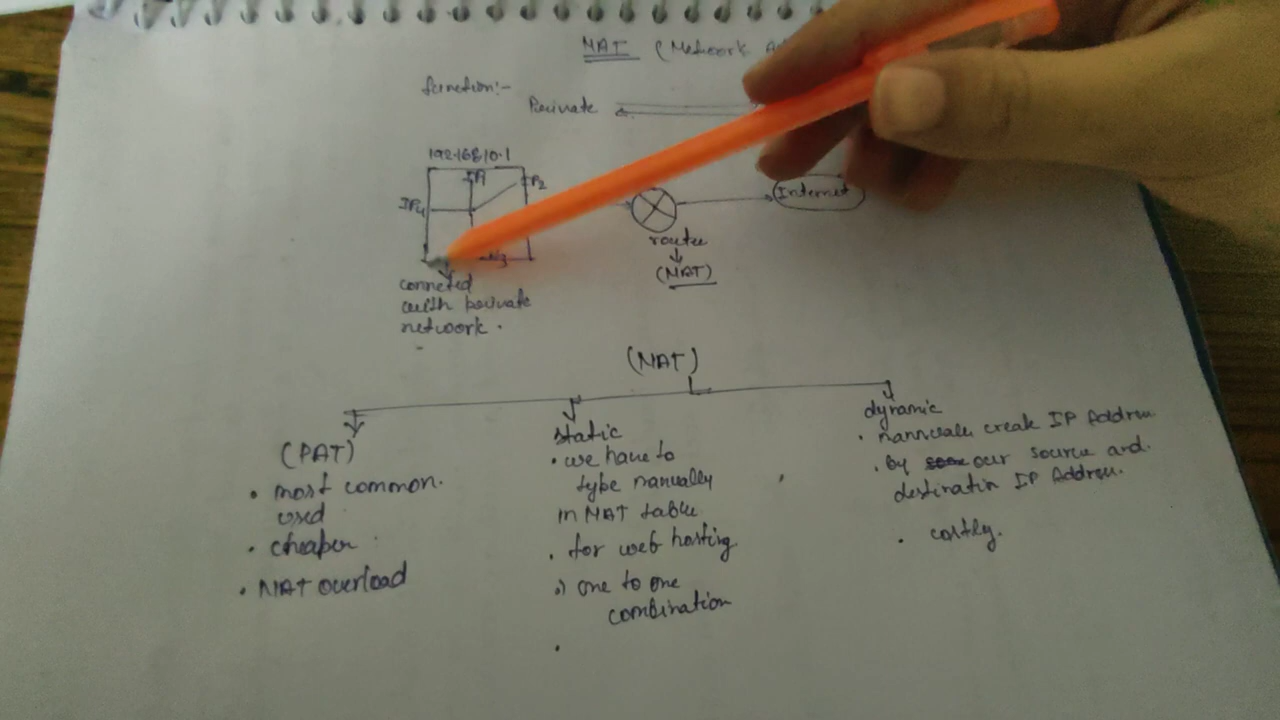 NAT (Network
function:-
Private
192.168.10.1
IP1
IP2
IP4
Internet
router
(NAT)
conneted
with private
network.
(NAT)
(PAT)
• most common.
used
• cheaper
• NAT overload
static
• we have to
type manually
in NAT table
• for web hosting
•) one to one
combination
dynamic
• create IP Address
• by our source and.
destination IP Address.
• costly.